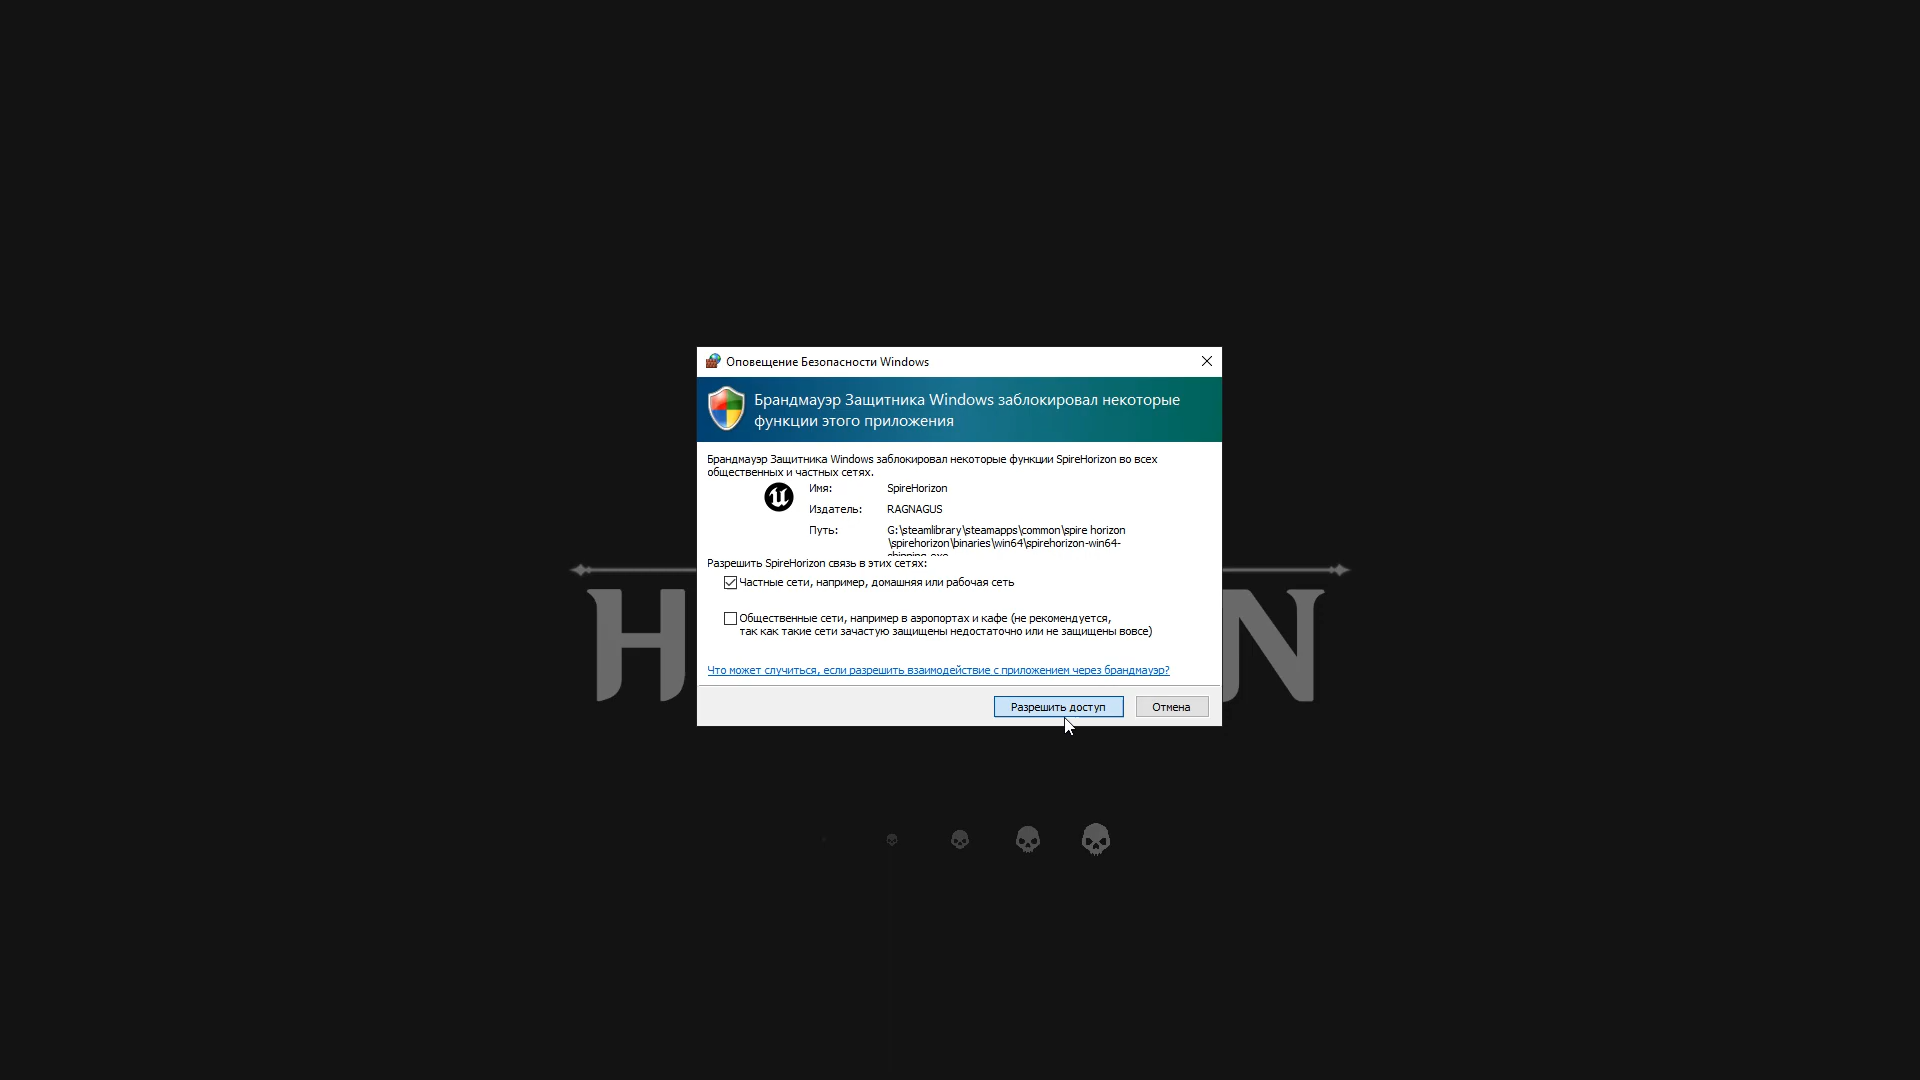 Оповещение Безопасности Windows
Брандмауэр Защитника Windows заблокировал некоторые
функции этого приложения
Брандмауэр Защитника Windows заблокировал некоторые функции SpireHorizon во всех
общественных и частных сетях.
Имя: SpireHorizon
Издатель: RAGNAGUS
Путь: G:\steamlibrary\steamapps\common\spire horizon
\spirehorizon\binaries\win64\spirehorizon-win64-
shipping.exe
Разрешить SpireHorizon связь в этих сетях:
Частные сети, например, домашняя или рабочая сеть
Общественные сети, например в аэропортах и кафе (не рекомендуется,
так как такие сети зачастую защищены недостаточно или не защищены вовсе)
Что может случиться, если разрешить взаимодействие с приложением через брандмауэр?
H N
Разрешить доступ Отмена